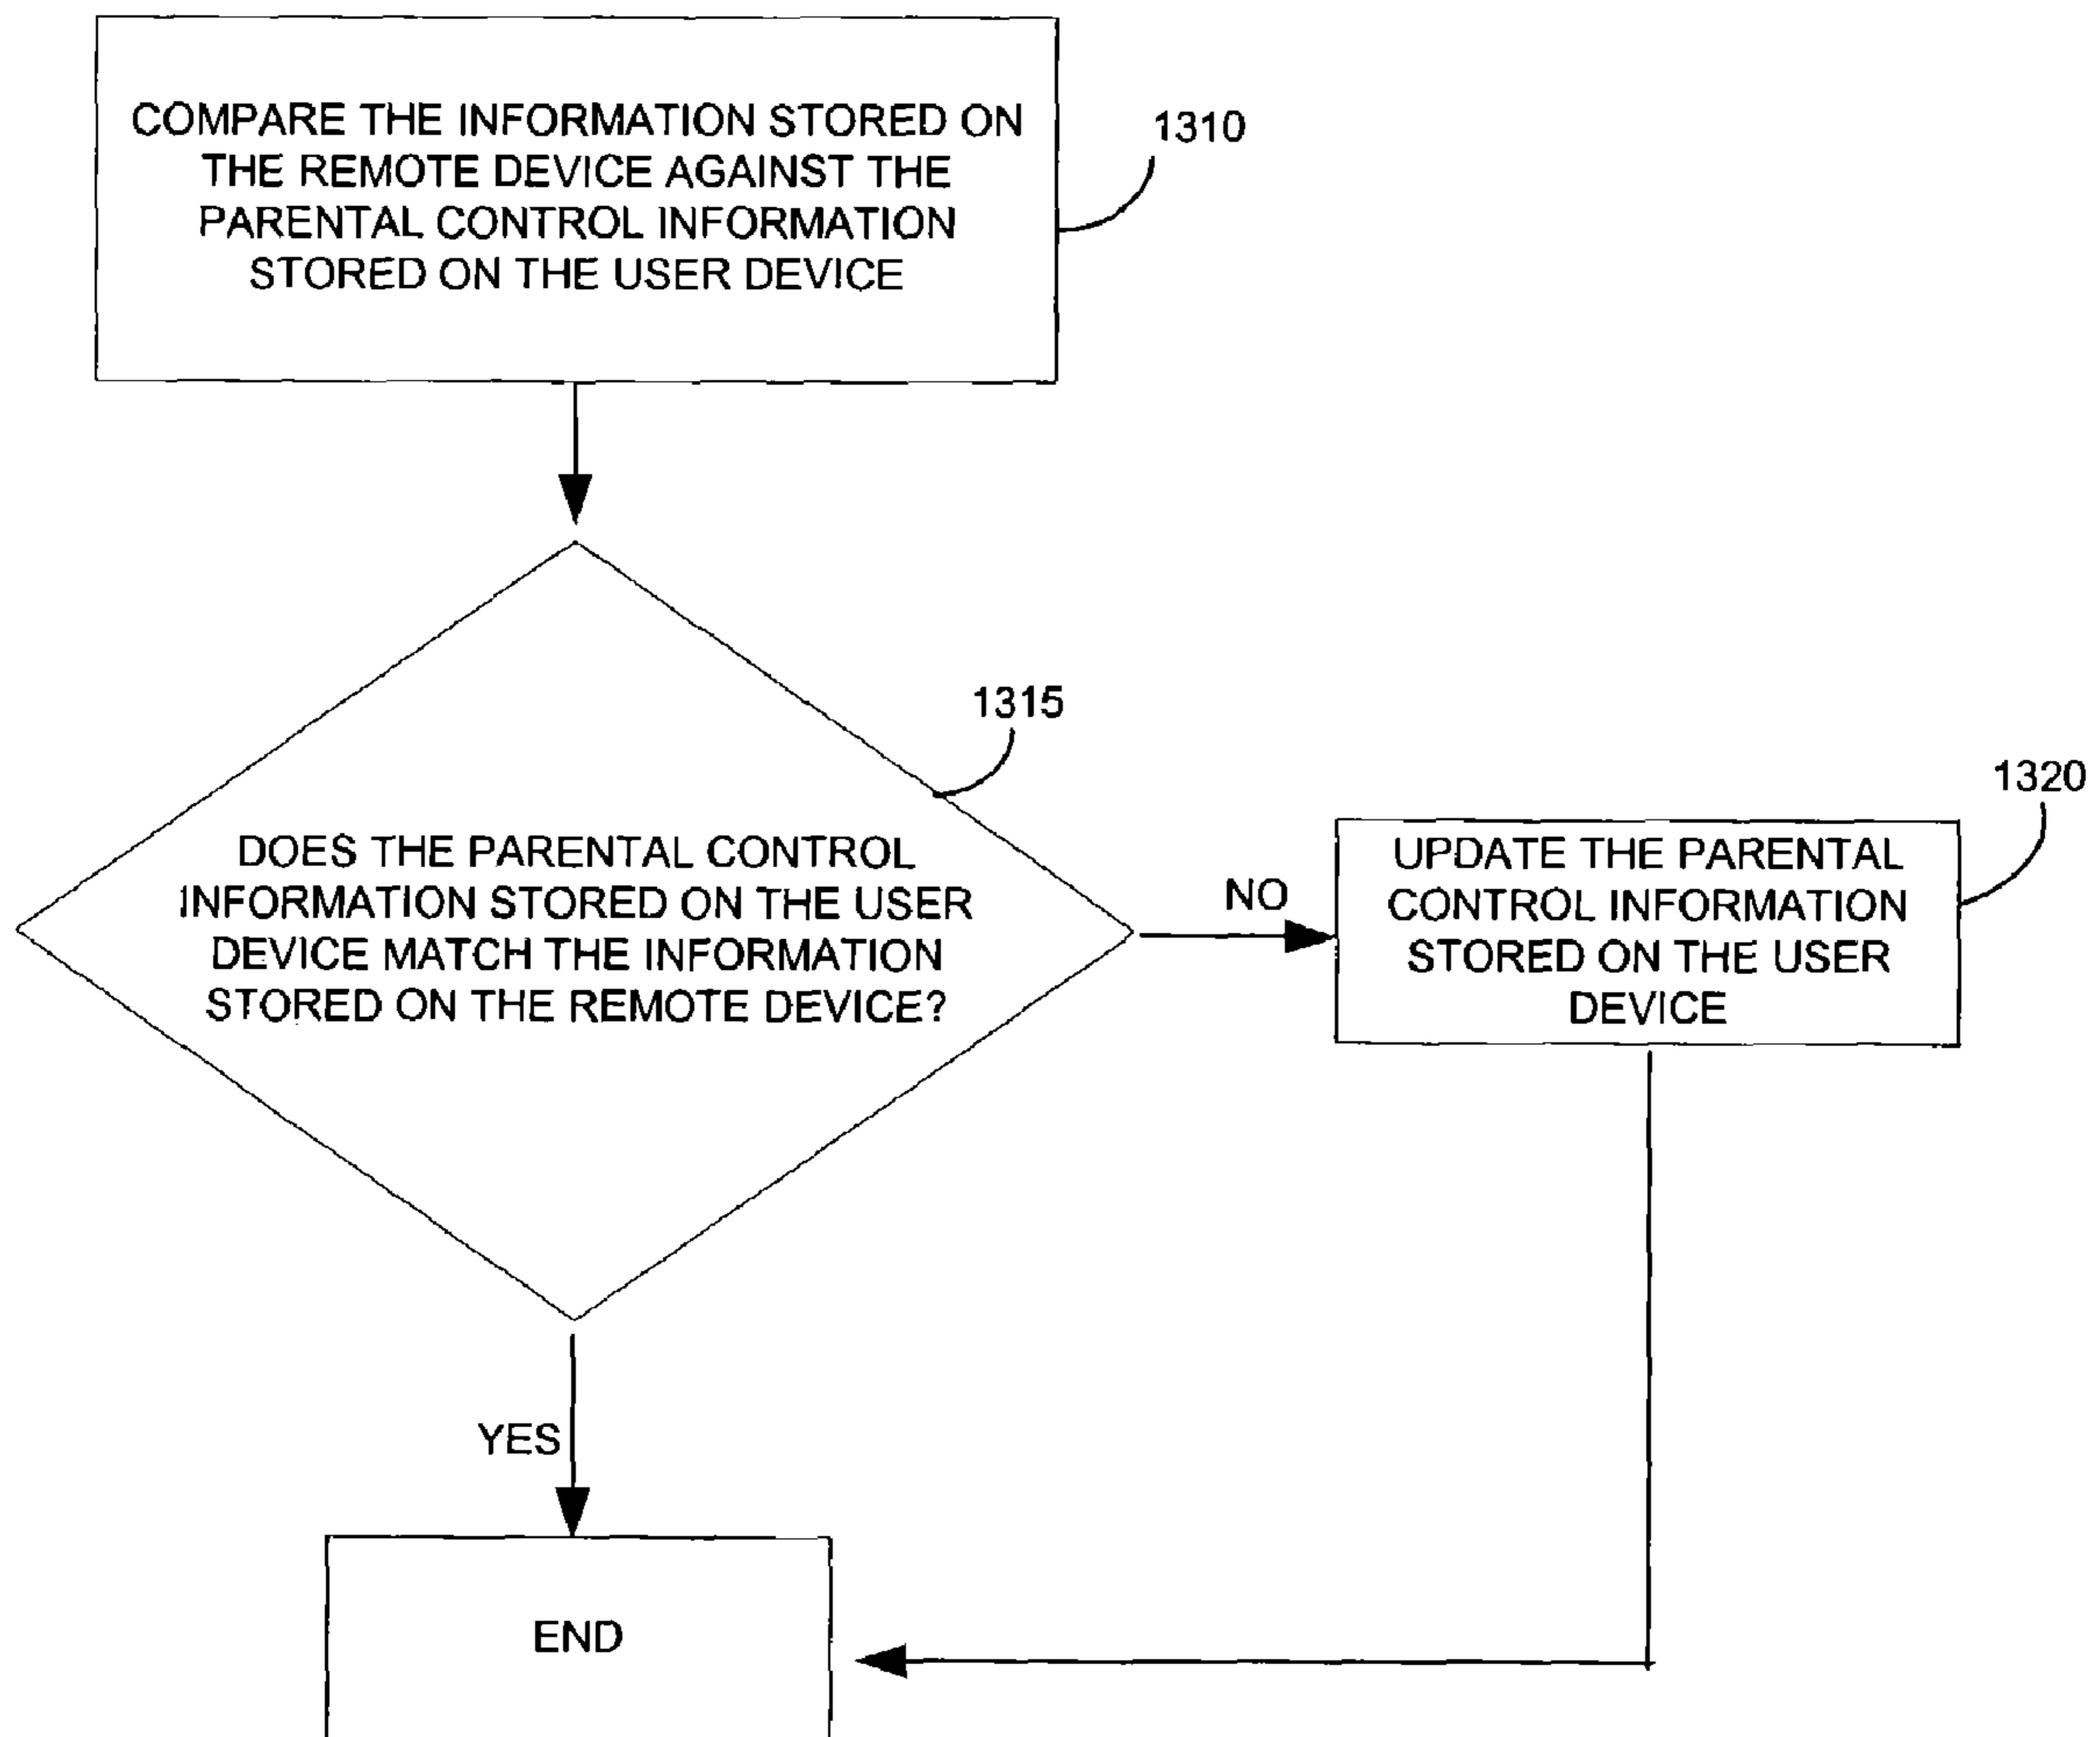 COMPARE THE INFORMATION STORED ON
THE REMOTE DEVICE AGAINST THE
PARENTAL CONTROL INFORMATION
STORED ON THE USER DEVICE
1310
1315
DOES THE PARENTAL CONTROL
INFORMATION STORED ON THE USER
DEVICE MATCH THE INFORMATION
STORED ON THE REMOTE DEVICE?
NO
1320
UPDATE THE PARENTAL
CONTROL INFORMATION
STORED ON THE USER
DEVICE
YES
END